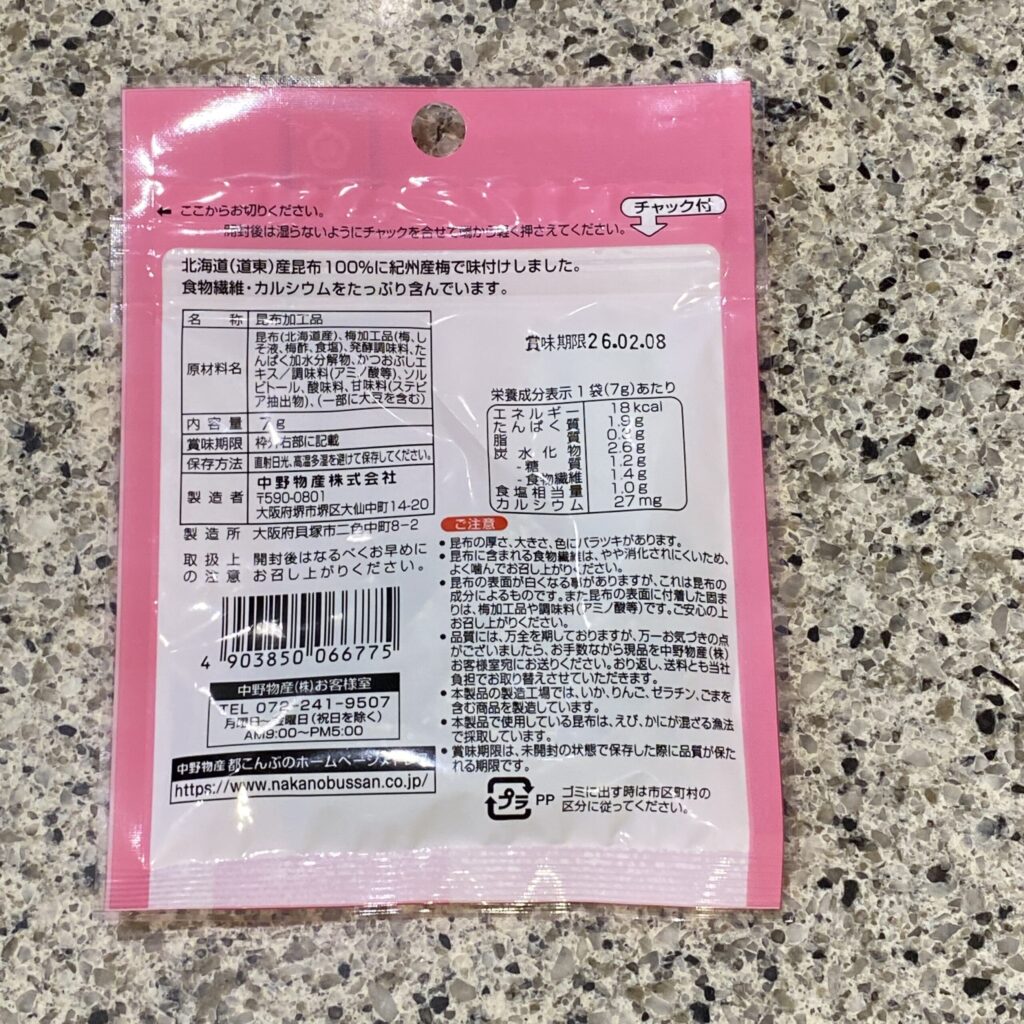 ここからお切りください。
開封後は湿らないようにチャックを合せて端から軽く押さえてください。
チャック付
北海道(道東)産昆布100%に紀州産梅で味付けしました。
食物繊維・カルシウムをたっぷり含んでいます。
名称 昆布加工品
原材料名 昆布(北海道産)、梅加工品(梅、し
そ液、梅酢、食塩)、発酵調味料、たん
ぱく加水分解物、かつおぶしエ
キス/調味料(アミノ酸等)、ソル
ビトール、酸味料、甘味料(ステビ
ア抽出物)、(一部に大豆を含む)
内容量 7g
賞味期限 枠外右部に記載
保存方法 直射日光、高温多湿を避けて保存してください。
製造者 中野物産株式会社
〒590-0801
大阪府堺市堺区大仙中町14-20
製造所 大阪府貝塚市二色中町8-2
取扱上の注意 開封後はなるべくお早めに
お召し上がりください。
4 903850 066775
中野物産(株)お客様室
TEL 072-241-9507
月曜日~金曜日(祝日を除く)
AM9:00~PM5:00
中野物産 都こんぶのホームページ
https://www.nakanobussan.co.jp/
賞味期限26.02.08
栄養成分表示 1袋(7g)あたり
エネルギー 18kcal
たんぱく質 1.9g
脂質
炭水化物 2.6g
-糖質 1.2g
-食物繊維 1.4g
食塩相当量 1.0g
カルシウム 27mg
ご注意
• 昆布の厚さ、大きさ、色にバラツキがあります。
• 昆布に含まれる食物繊維は、やや消化されにくいため、
よく噛んでお召し上がりください。
• 昆布の表面が白くなる事がありますが、これは昆布の
成分によるものです。また昆布の表面に付着した固ま
りは、梅加工品や調味料(アミノ酸等)です。ご安心の上
お召し上がりください。
• 品質には、万全を期しておりますが、万一お気づきの点
がございましたら、お手数ながら現品を中野物産(株)
お客様室宛にお送りください。おり返し、送料とも当社
負担でお取り替えさせていただきます。
• 本製品の製造工場では、いか、りんご、ゼラチン、ごまを
含む商品を製造しています。
• 本製品で使用している昆布は、えび、かにが混ざる漁法
で採取しています。
• 賞味期限は、未開封の状態で保存した際に品質が保た
れる期限です。
プラ PP ゴミに出す時は市区町村の
区分に従ってください。